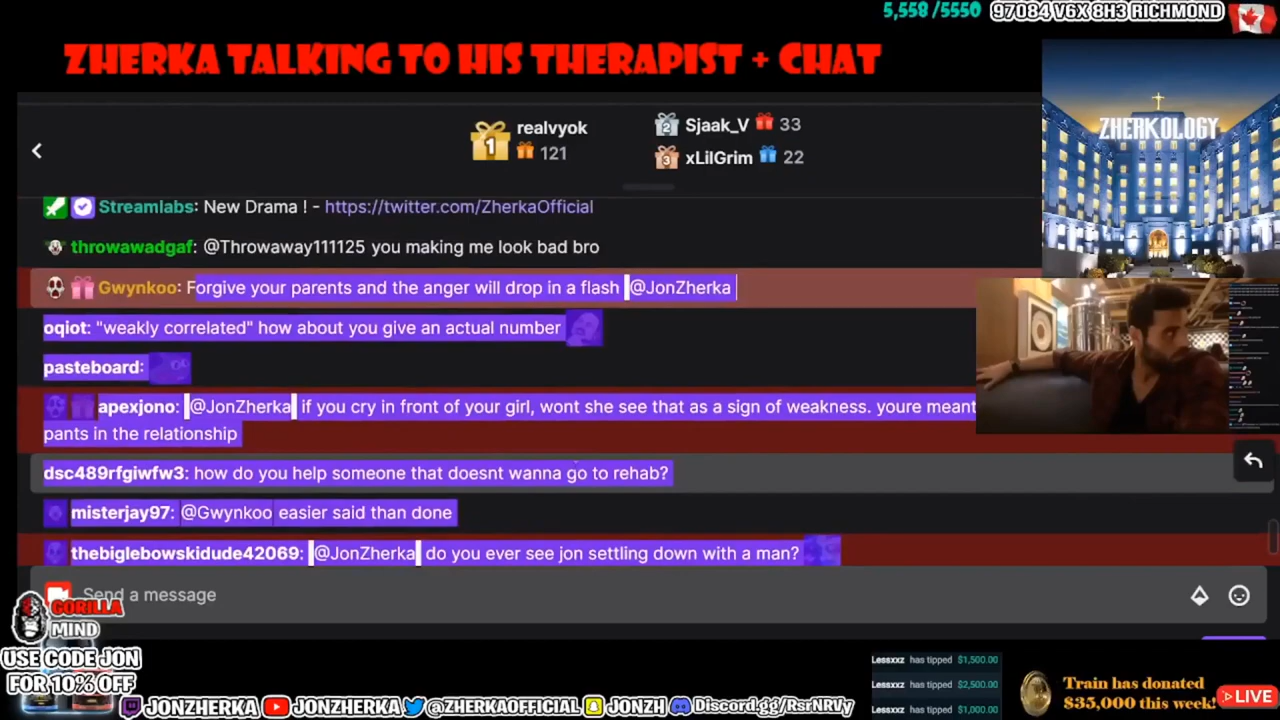 5,558 /5550 97084 V6X 8H3 RICHMOND
ZHERKA TALKING TO HIS THERAPIST + CHAT
ZHERKOLOGY
1 realvyok
121
2 Sjaak_V 33
3 xLilGrim 22
Streamlabs: New Drama ! - https://twitter.com/ZherkaOfficial
throwawadgaf: @Throwaway111125 you making me look bad bro
Gwynkoo: Forgive your parents and the anger will drop in a flash @JonZherka
oqiot: "weakly correlated" how about you give an actual number
pasteboard:
apexjono: @JonZherka if you cry in front of your girl, wont she see that as a sign of weakness. youre meant
pants in the relationship
dsc489rfgiwfw3: how do you help someone that doesnt wanna go to rehab?
misterjay97: @Gwynkoo easier said than done
thebiglebowskidude42069: @JonZherka do you ever see jon settling down with a man?
Send a message
GORILLA
MIND
USE CODE JON
FOR 10% OFF
JONZHERKA JONZHERKA @ZHERKAOFFICIAL JONZH Discord.gg/RsrNRVy
Lessxxz has tipped $1,500.00
Lessxxz has tipped $2,500.00
Lessxxz has tipped $1,000.00
Train has donated
$35,000 this week!
LIVE